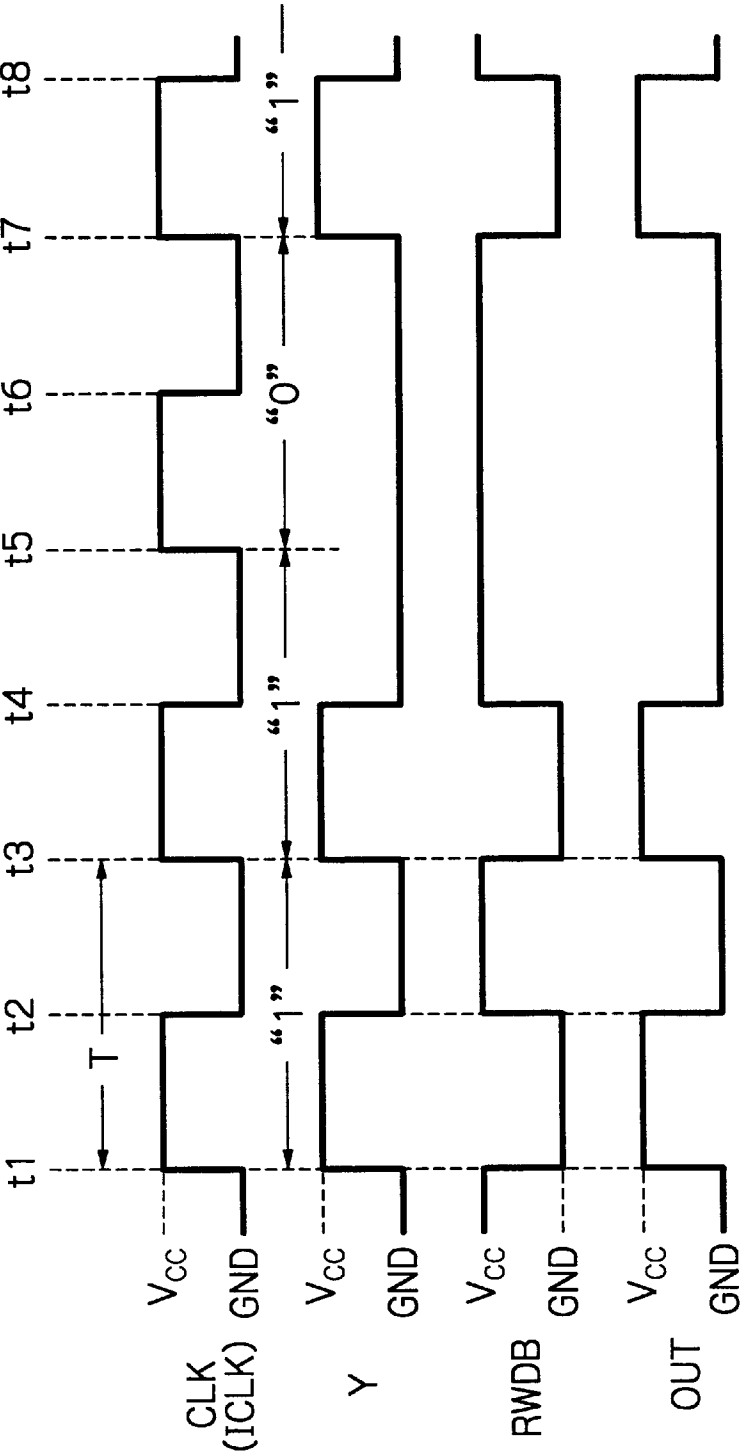 t1 t2 t3 t4 t5 t6 t7 t8
T
CLK
(ICLK)
VCC
GND
“1” “1” “0” “1”
Y
VCC
GND
RWDB
VCC
GND
OUT
VCC
GND